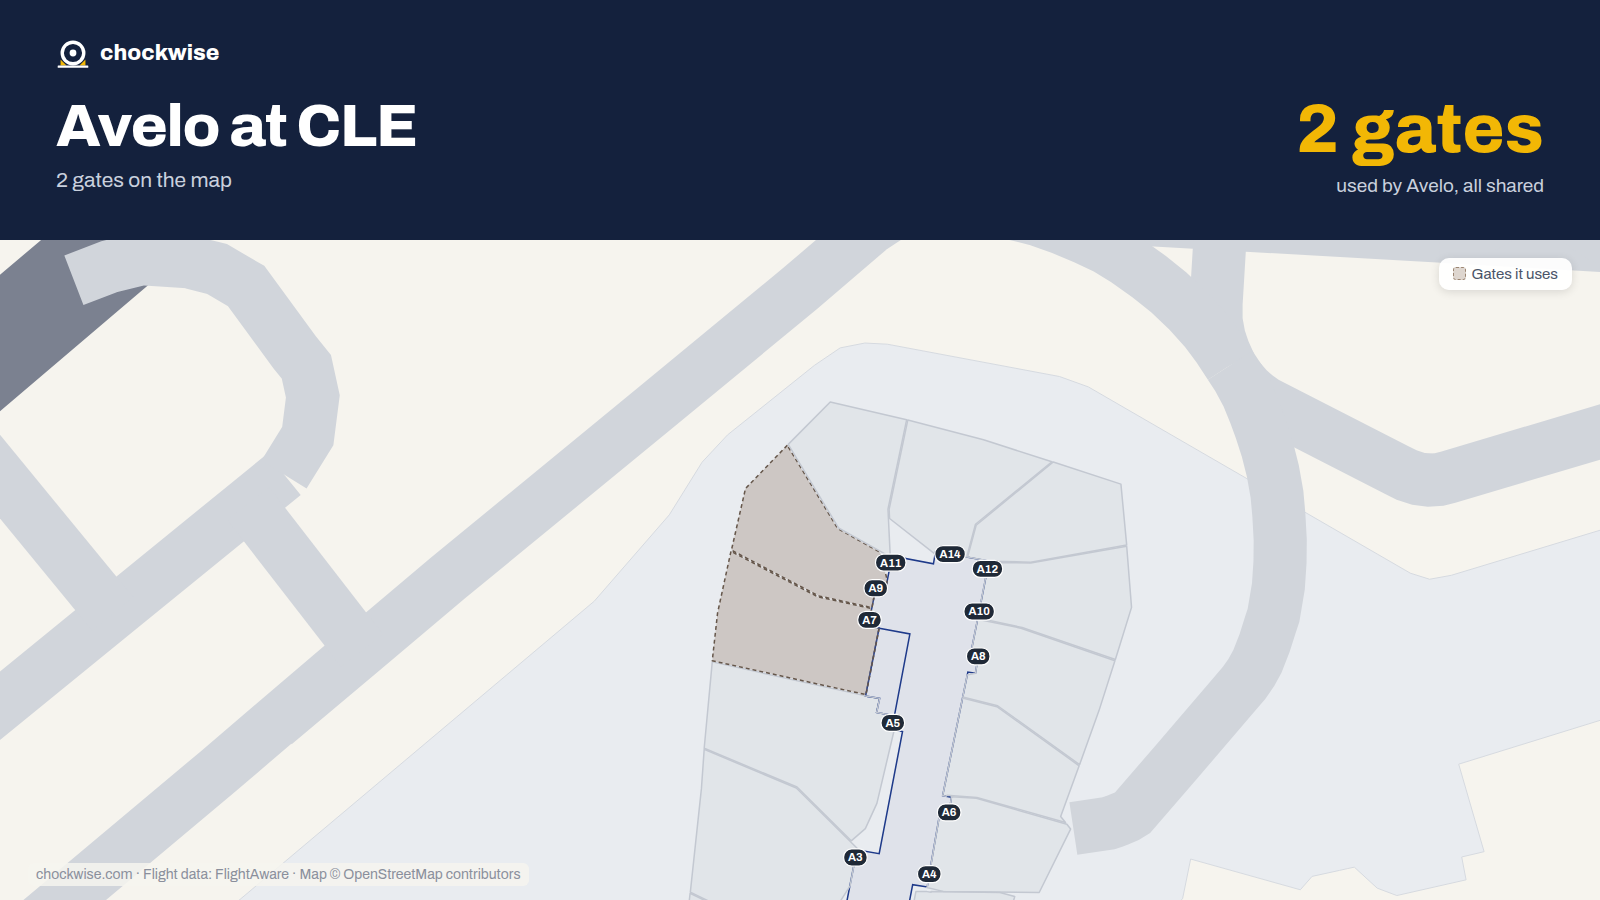 chockwise
Avelo at CLE
2 gates on the map
2 gates
used by Avelo, all shared
Gates it uses
A11
A14
A12
A9
A10
A7
A8
A5
A6
A3
A4
chockwise.com · Flight data: FlightAware · Map © OpenStreetMap contributors